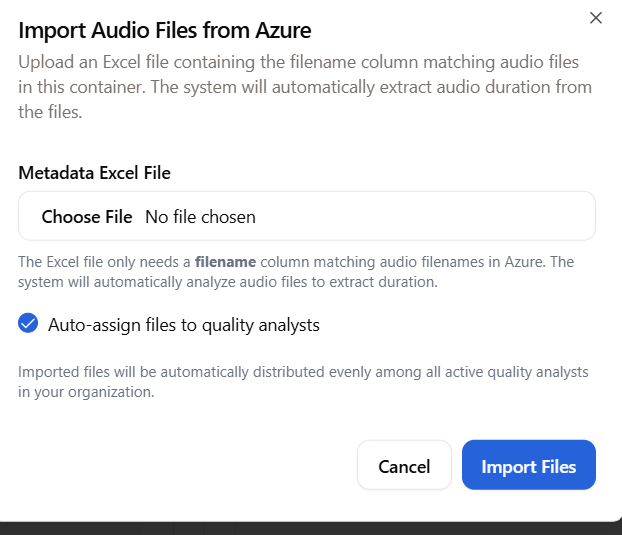 Import Audio Files from Azure
Upload an Excel file containing the filename column matching audio files
in this container. The system will automatically extract audio duration from
the files.
Metadata Excel File
Choose File No file chosen
The Excel file only needs a filename column matching audio filenames in Azure. The
system will automatically analyze audio files to extract duration.
Auto-assign files to quality analysts
Imported files will be automatically distributed evenly among all active quality analysts
in your organization.
Cancel Import Files